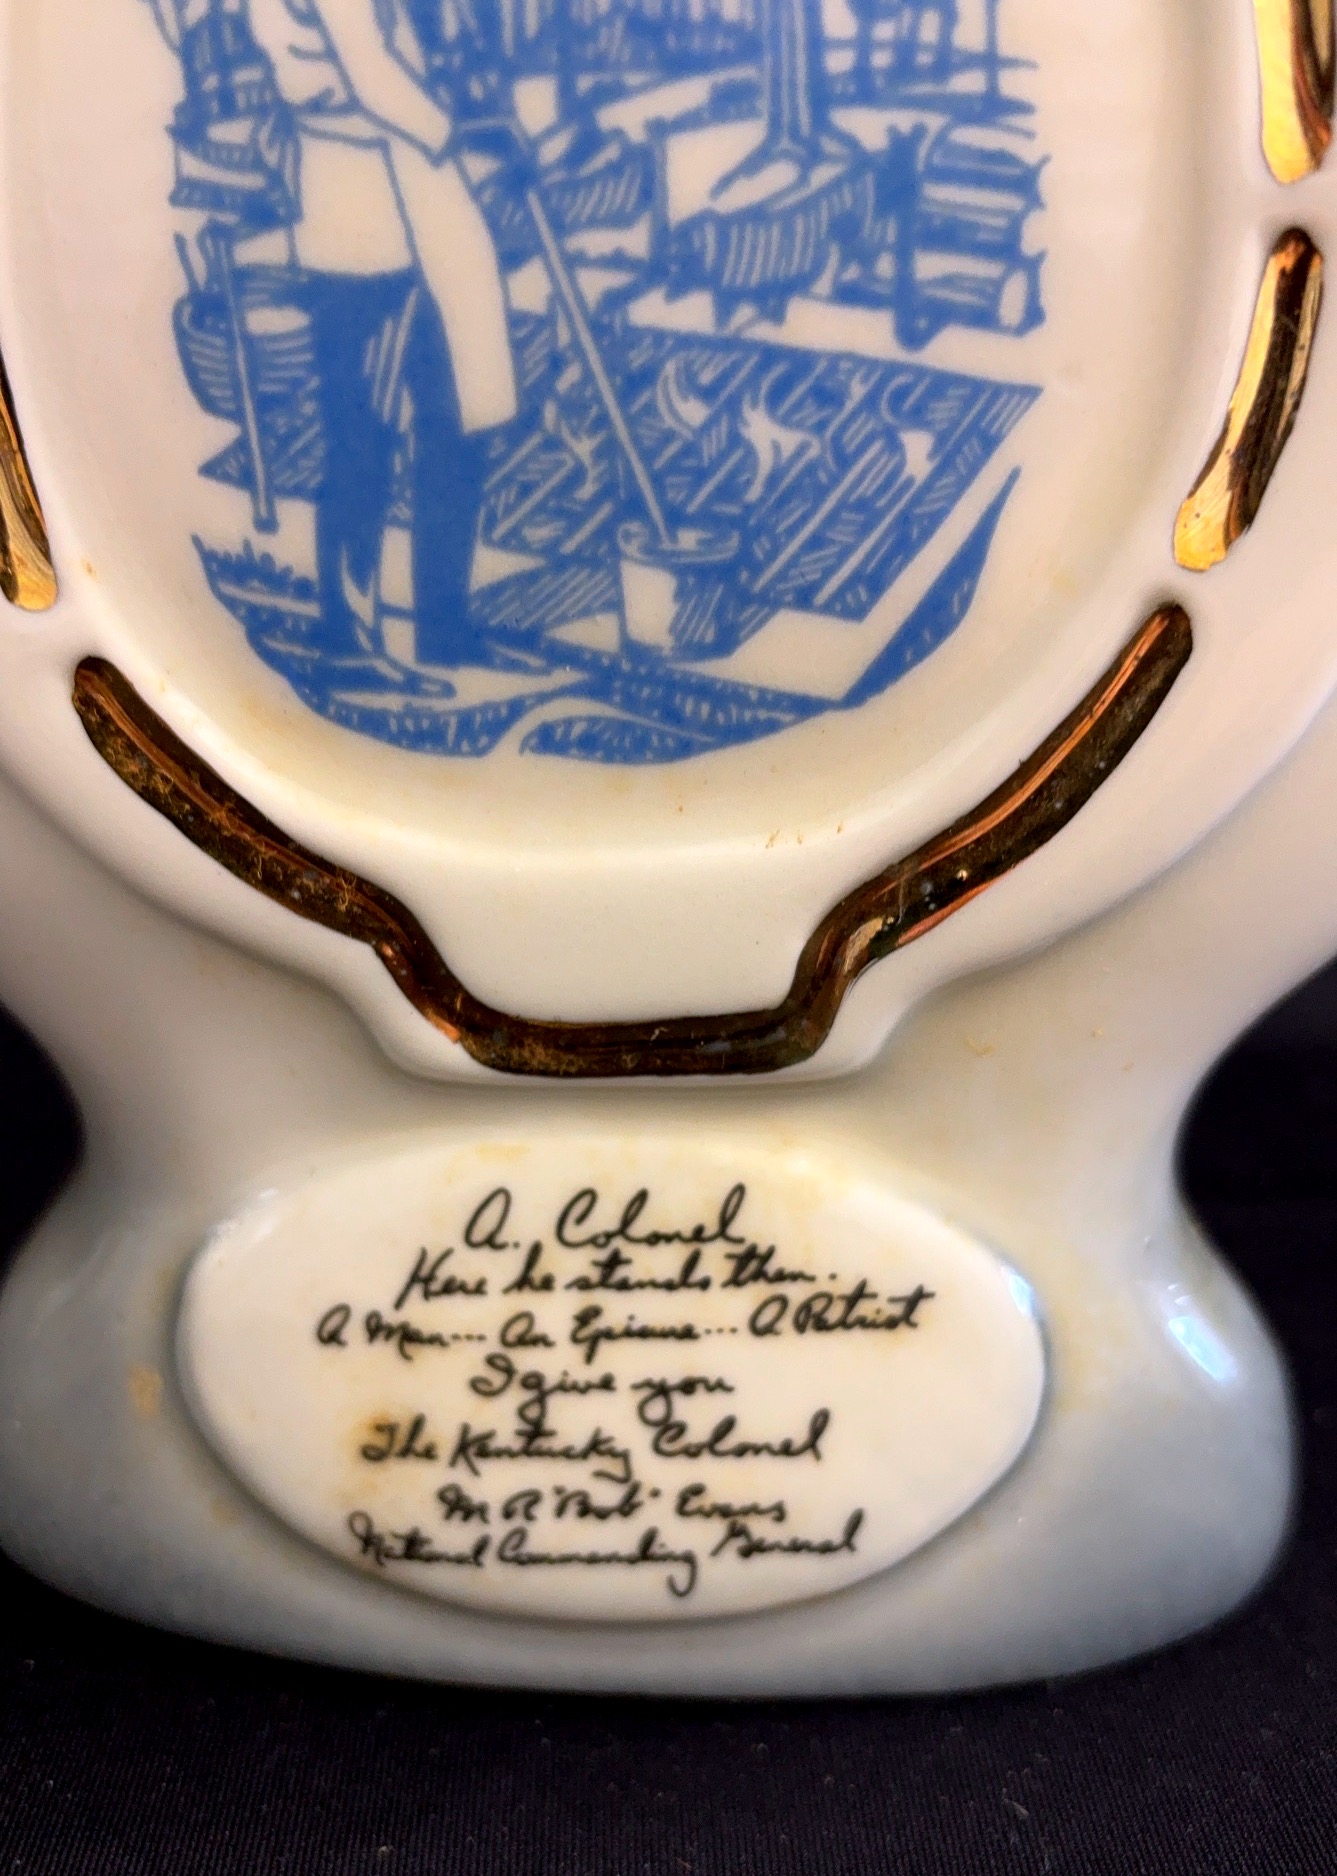 A. Colonel
Here he stands then.
A Man--- An Epicure--- A Patriot
I give you
The Kentucky Colonel
M R "Bob" Evans
National Commanding General